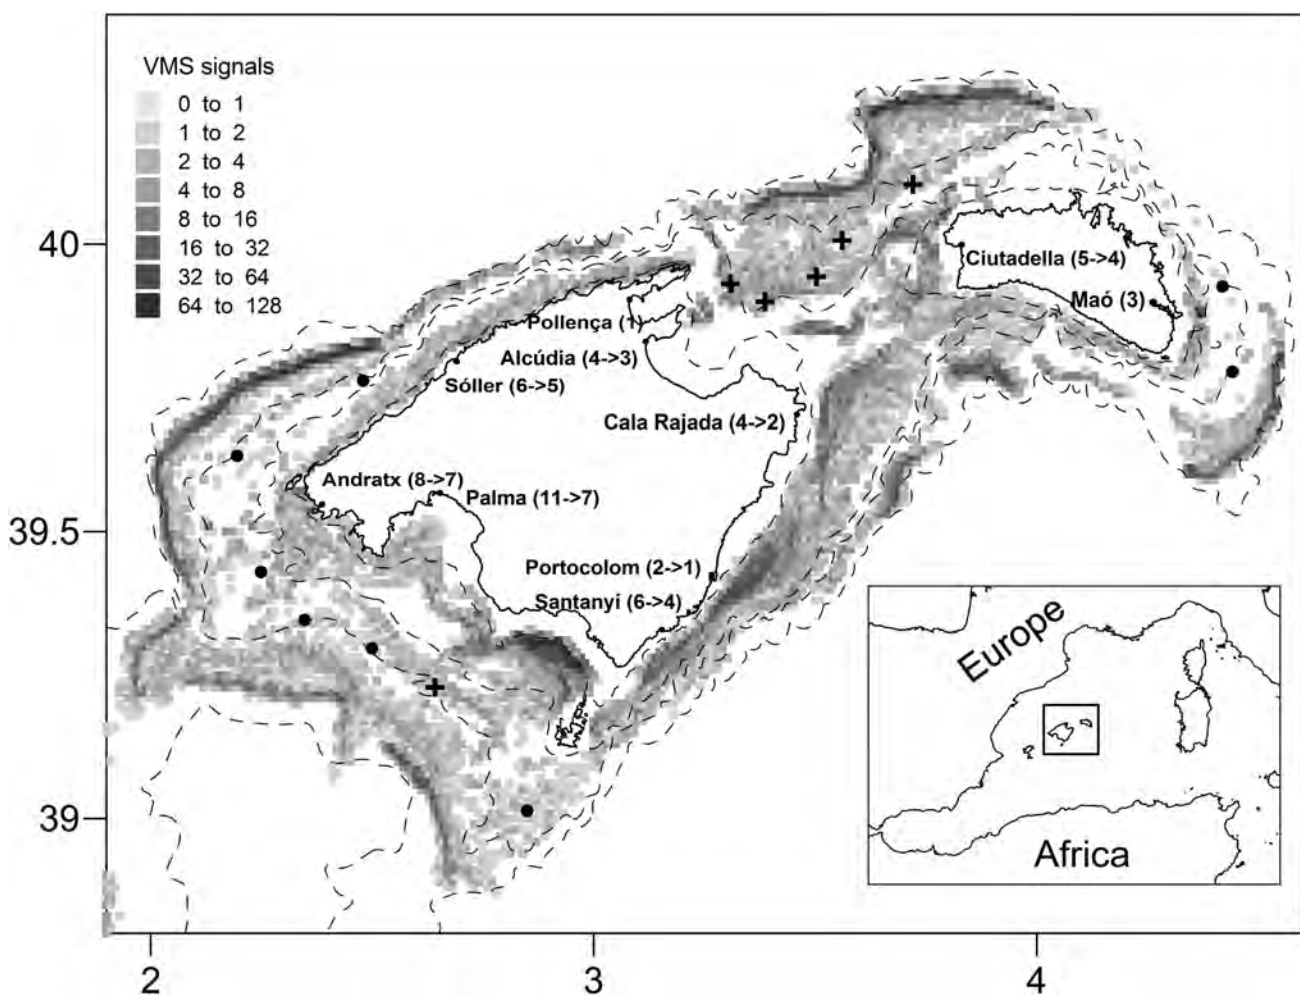 VMS signals
0 to 1
1 to 2
2 to 4
4 to 8
8 to 16
16 to 32
32 to 64
64 to 128
40
39.5
39
2
3
4
Ciutadella (5->4)
Maó (3)
Pollença (1)
Alcúdia (4->3)
Sóller (6->5)
Cala Rajada (4->2)
Andratx (8->7)
Palma (11->7)
Portocolom (2->1)
Santanyi (6->4)
Europe
Africa